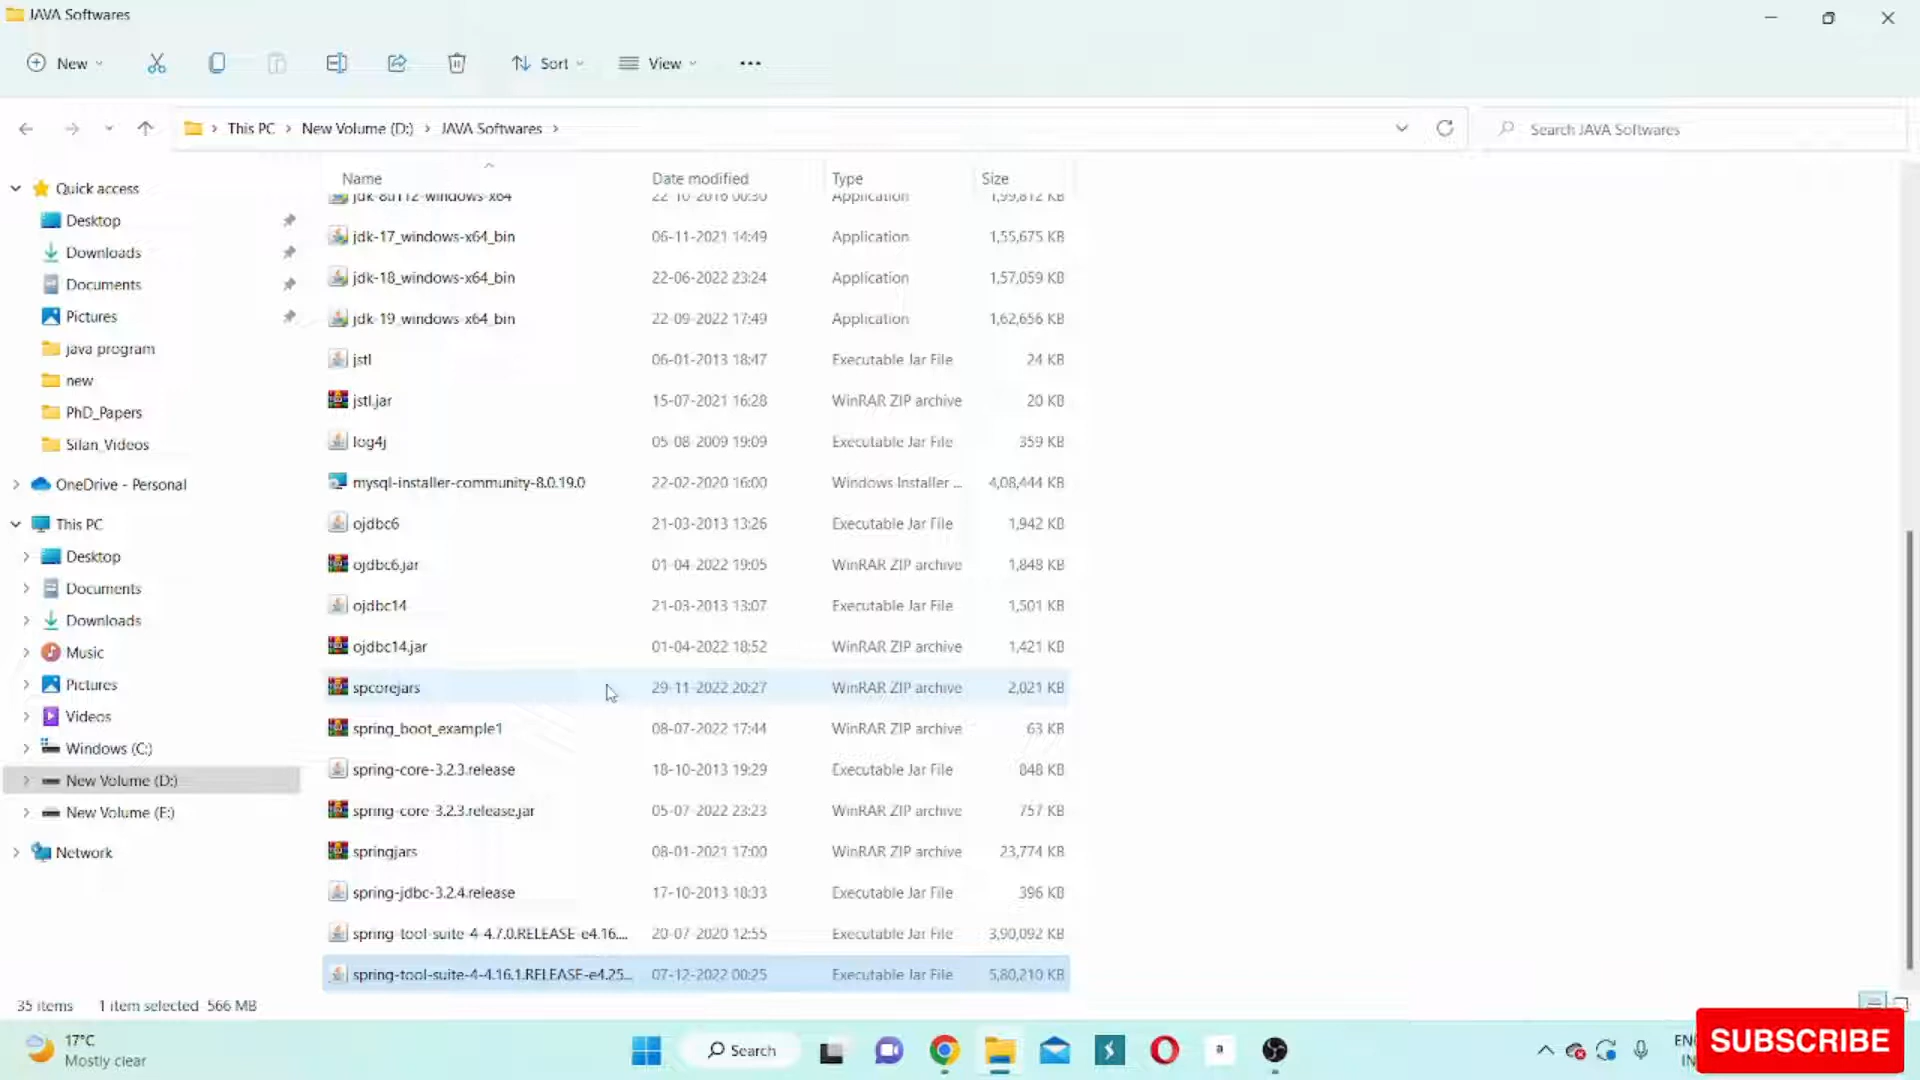 JAVA Softwares
New
Sort
View
This PC
New Volume (D:)
JAVA Softwares
Search JAVA Softwares
Name Date modified Type Size
jdk-8u112-windows-x64 22-10-2016 00:30 Application 1,99,812 KB
jdk-17_windows-x64_bin 06-11-2021 14:49 Application 1,55,675 KB
jdk-18_windows-x64_bin 22-06-2022 23:24 Application 1,57,059 KB
jdk-19_windows-x64_bin 22-09-2022 17:49 Application 1,62,656 KB
jstl 06-01-2013 18:47 Executable Jar File 24 KB
jstl.jar 15-07-2021 16:28 WinRAR ZIP archive 20 KB
log4j 05-08-2009 19:09 Executable Jar File 359 KB
mysql-installer-community-8.0.19.0 22-02-2020 16:00 Windows Installer ... 4,08,444 KB
ojdbc6 21-03-2013 13:26 Executable Jar File 1,942 KB
ojdbc6.jar 01-04-2022 19:05 WinRAR ZIP archive 1,848 KB
ojdbc14 21-03-2013 13:07 Executable Jar File 1,501 KB
ojdbc14.jar 01-04-2022 18:52 WinRAR ZIP archive 1,421 KB
spcorejars 29-11-2022 20:27 WinRAR ZIP archive 2,021 KB
spring_boot_example1 08-07-2022 17:44 WinRAR ZIP archive 63 KB
spring-core-3.2.3.release 18-10-2013 19:29 Executable Jar File 848 KB
spring-core-3.2.3.release.jar 05-07-2022 23:23 WinRAR ZIP archive 757 KB
springjars 08-01-2021 17:00 WinRAR ZIP archive 23,774 KB
spring-jdbc-3.2.4.release 17-10-2013 18:33 Executable Jar File 396 KB
spring-tool-suite-4-4.7.0.RELEASE-e4.16.... 20-07-2020 12:55 Executable Jar File 3,90,092 KB
spring-tool-suite-4-4.16.1.RELEASE-e4.25... 07-12-2022 00:25 Executable Jar File 5,80,210 KB
Quick access
Desktop
Downloads
Documents
Pictures
java program
new
PhD_Papers
Silan_Videos
OneDrive - Personal
This PC
Desktop
Documents
Downloads
Music
Pictures
Videos
Windows (C:)
New Volume (D:)
New Volume (E:)
Network
35 items 1 item selected 566 MB
17°C
Mostly clear
Search
a
EN
IN
SUBSCRIBE